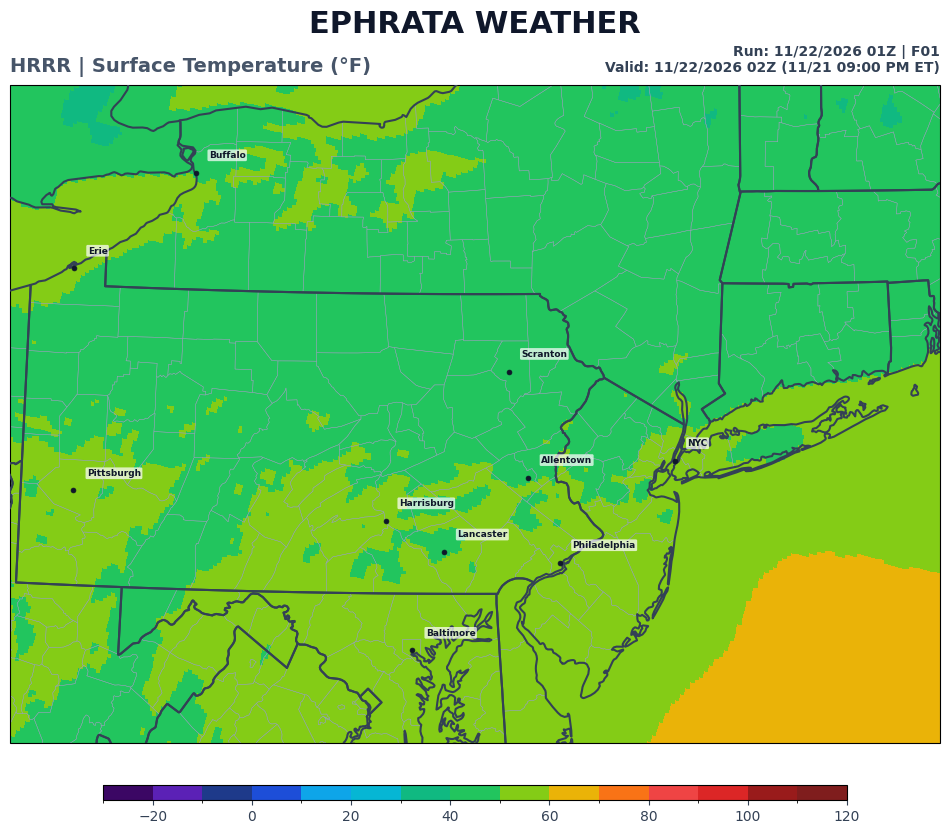 EPHRATA WEATHER
HRRR | Surface Temperature (°F)
Run: 11/22/2026 01Z | F01
Valid: 11/22/2026 02Z (11/21 09:00 PM ET)
Buffalo
Erie
Scranton
NYC
Allentown
Pittsburgh
Harrisburg
Lancaster
Philadelphia
Baltimore
−20 0 20 40 60 80 100 120